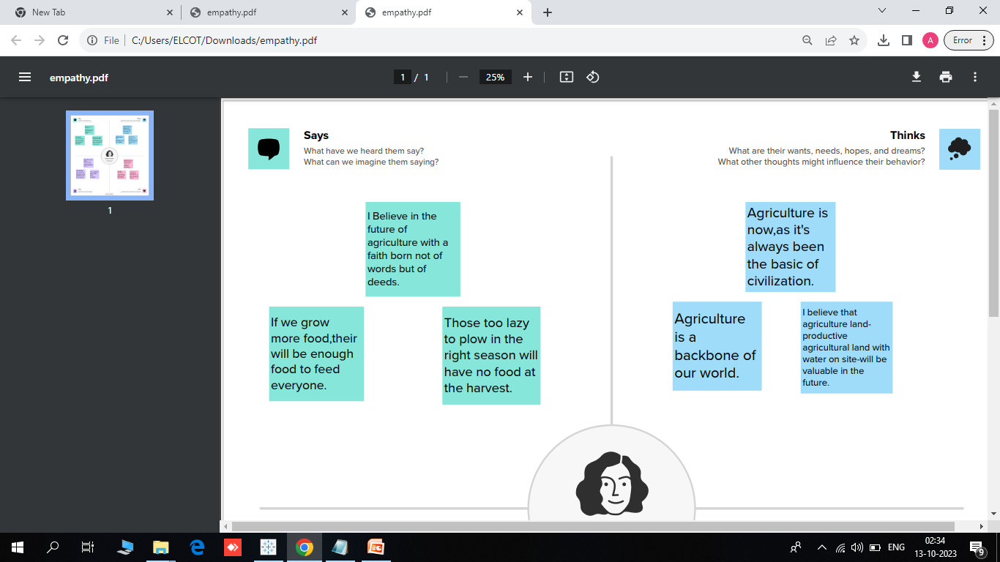 New Tab
empathy.pdf
empathy.pdf
File
C:/Users/ELCOT/Downloads/empathy.pdf
A
Error
empathy.pdf
1 / 1
25%
1
Says
What have we heard them say?
What can we imagine them saying?
Thinks
What are their wants, needs, hopes, and dreams?
What other thoughts might influence their behavior?
I Believe in the
future of
agriculture with a
faith born not of
words but of
deeds.
If we grow
more food,their
will be enough
food to feed
everyone.
Those too lazy
to plow in the
right season will
have no food at
the harvest.
Agriculture is
now,as it's
always been
the basic of
civilization.
Agriculture
is a
backbone of
our world.
I believe that
agriculture land-
productive
agricultural land with
water on site-will be
valuable in the
future.
ENG
02:34
13-10-2023
9